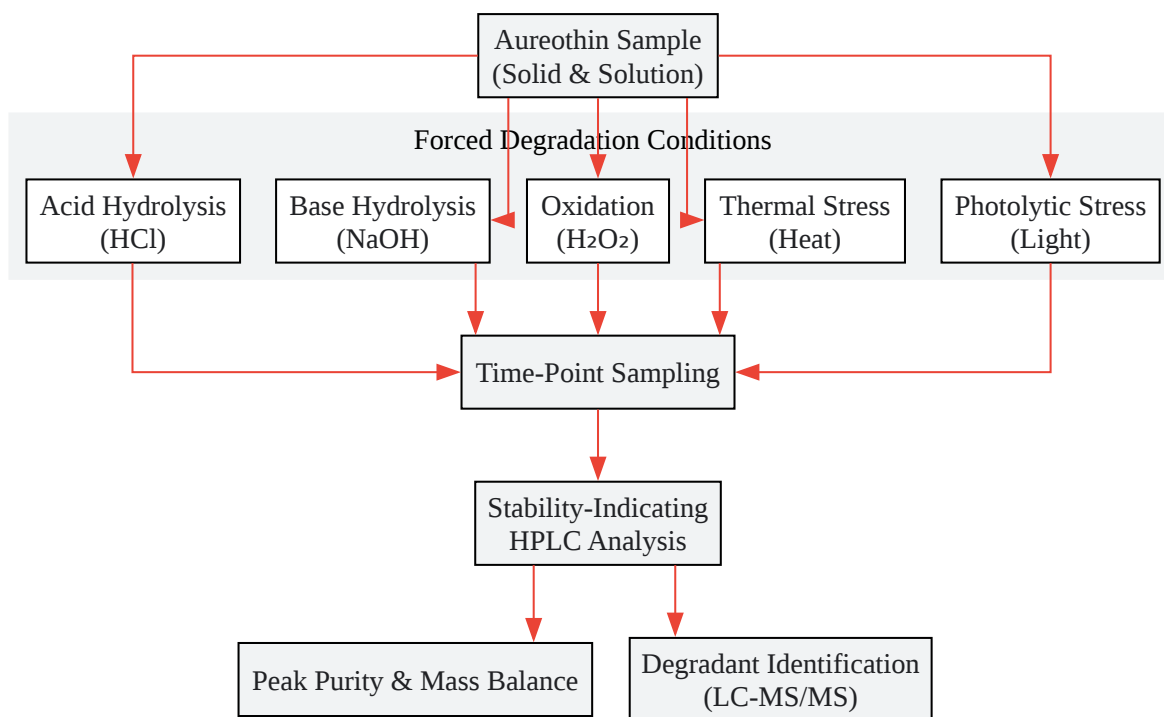 Aureothin Sample
(Solid & Solution)
Forced Degradation Conditions
Acid Hydrolysis
(HCl)
Base Hydrolysis
(NaOH)
Oxidation
(H₂O₂)
Thermal Stress
(Heat)
Photolytic Stress
(Light)
Time-Point Sampling
Stability-Indicating
HPLC Analysis
Peak Purity & Mass Balance
Degradant Identification
(LC-MS/MS)